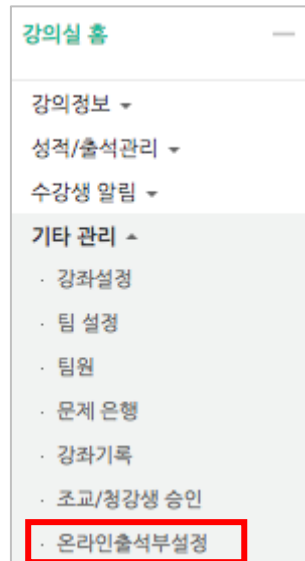 강의실 홈
강의정보
성적/출석관리
수강생 알림
기타 관리
· 강좌설정
· 팀 설정
· 팀원
· 문제 은행
· 강좌기록
· 조교/청강생 승인
· 온라인출석부설정